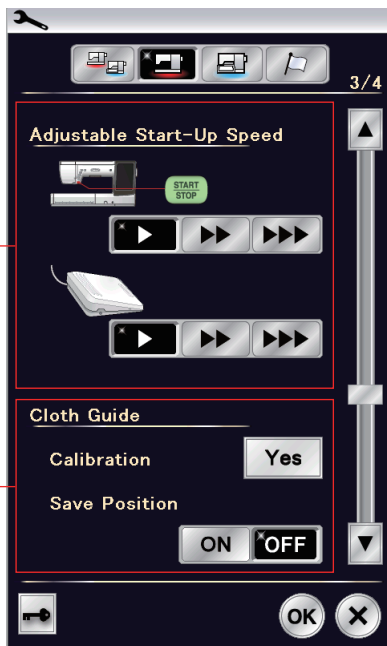 3/4
Adjustable Start-Up Speed
START
STOP
Cloth Guide
Calibration
Yes
Save Position
ON
OFF
OK